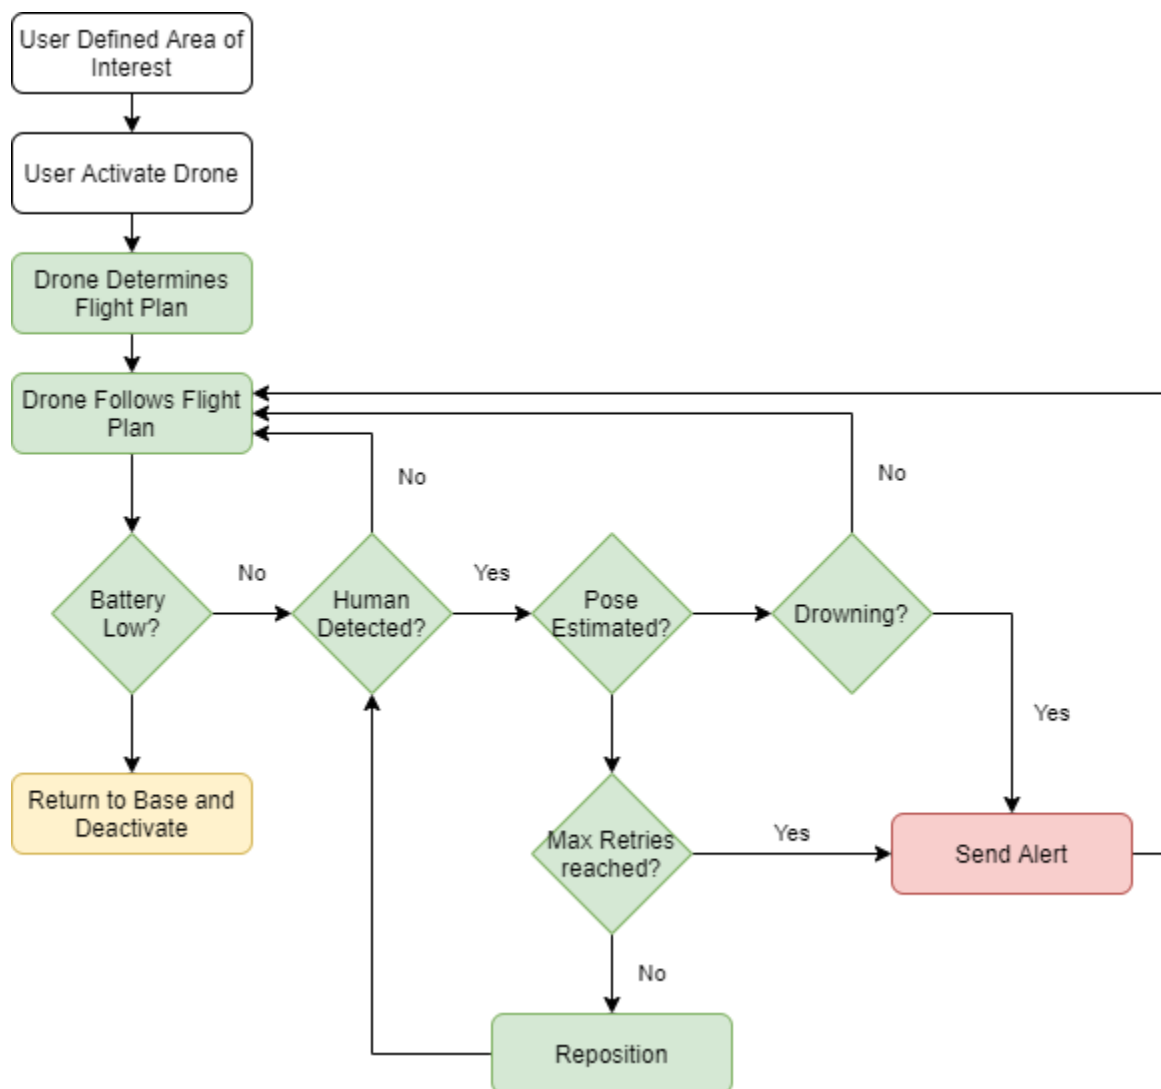 User Defined Area of
Interest
User Activate Drone
Drone Determines
Flight Plan
Drone Follows Flight
Plan
No
No
Battery
Low?
No
Human
Detected?
Yes
Pose
Estimated?
Drowning?
Yes
Return to Base and
Deactivate
Max Retries
reached?
Yes
Send Alert
No
Reposition